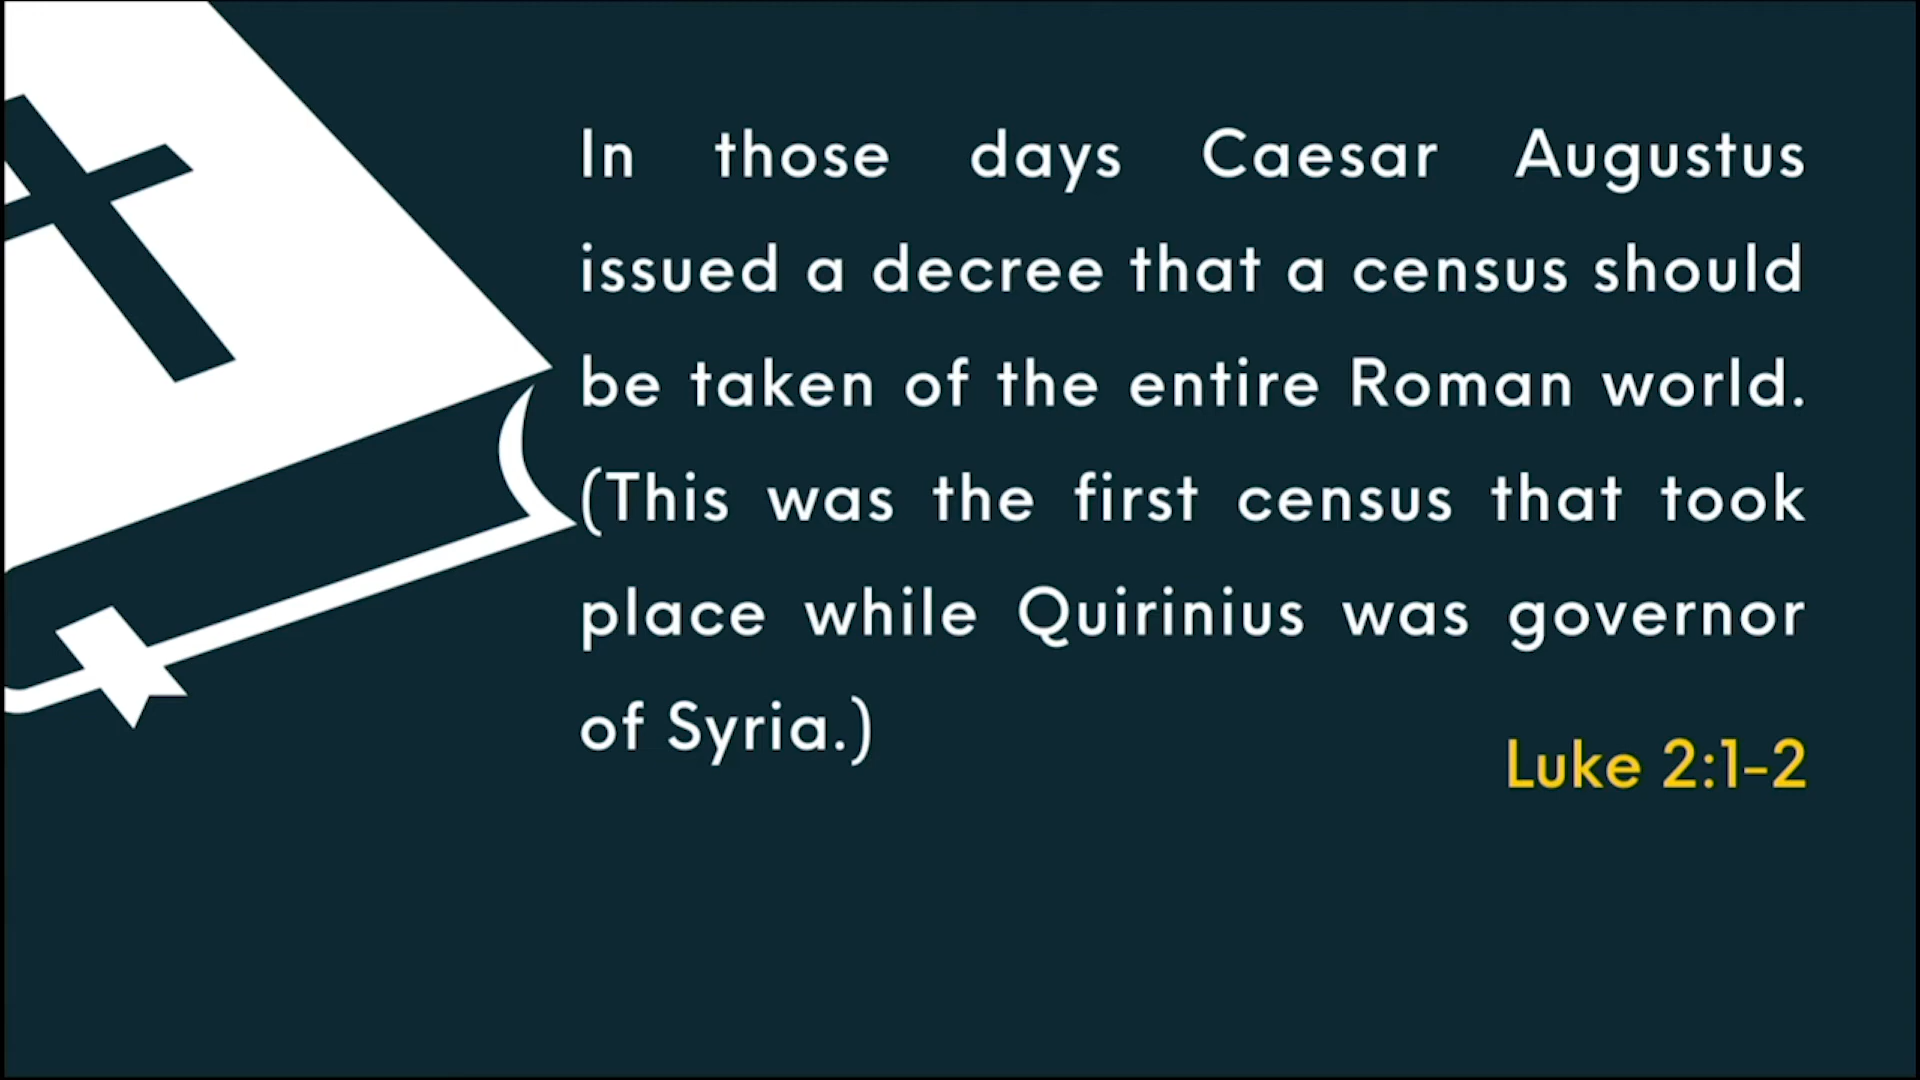 In those days Caesar Augustus
issued a decree that a census should
be taken of the entire Roman world.
(This was the first census that took
place while Quirinius was governor
of Syria.)
Luke 2:1-2